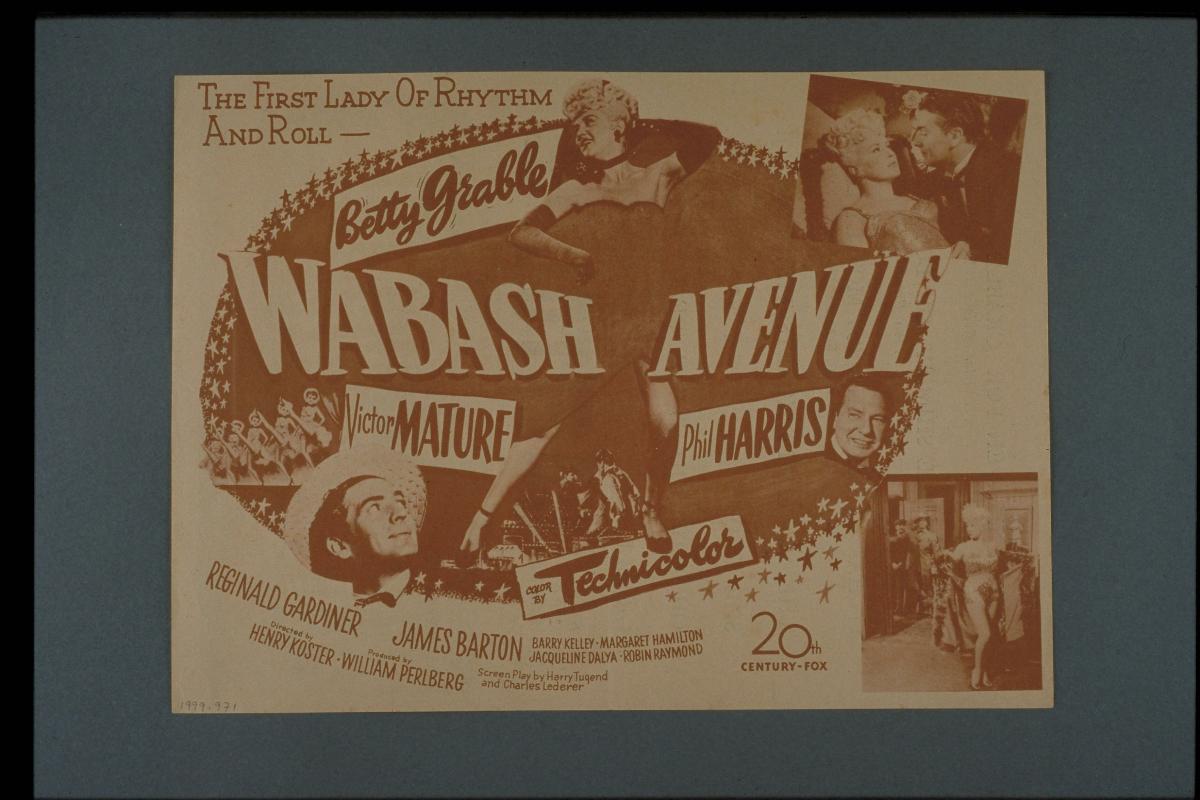 The First Lady Of Rhythm
And Roll —
Betty Grable
WABASH AVENUE
Victor MATURE
Phil HARRIS
COLOR BY Technicolor
REGINALD GARDINER
JAMES BARTON
BARRY KELLEY · MARGARET HAMILTON
JACQUELINE DALYA · ROBIN RAYMOND
Directed by
HENRY KOSTER · Produced by WILLIAM PERLBERG
Screen Play by Harry Tugend
and Charles Lederer
20th
CENTURY-FOX
1999.971